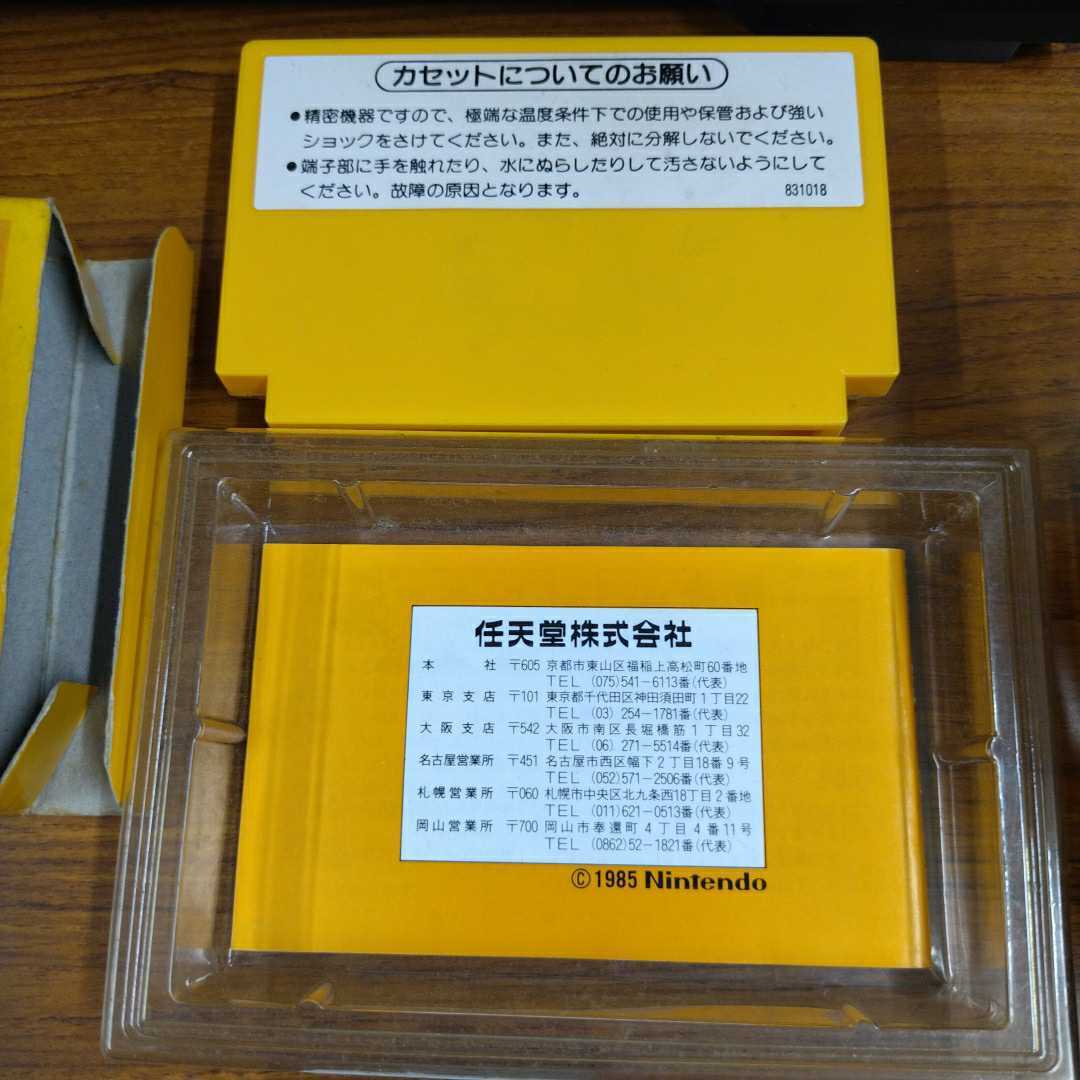 カセットについてのお願い
●精密機器ですので、極端な温度条件下での使用や保管および強い
ショックをさけてください。また、絶対に分解しないでください。
●端子部に手を触れたり、水にぬらしたりして汚さないようにして
ください。故障の原因となります。 831018
任天堂株式会社
本社 〒605 京都市東山区福稲上高松町60番地
TEL (075)541-6113番(代表)
東京支店 〒101 東京都千代田区神田須田町1丁目22
TEL (03) 254-1781番(代表)
大阪支店 〒542 大阪市南区長堀橋筋1丁目32
TEL (06) 271-5514番(代表)
名古屋営業所 〒451 名古屋市西区幅下2丁目18番9号
TEL (052)571-2506番(代表)
札幌営業所 〒060 札幌市中央区北九条西18丁目2番地
TEL (011)621-0513番(代表)
岡山営業所 〒700 岡山市奉還町4丁目4番11号
TEL (0862)52-1821番(代表)
©1985 Nintendo